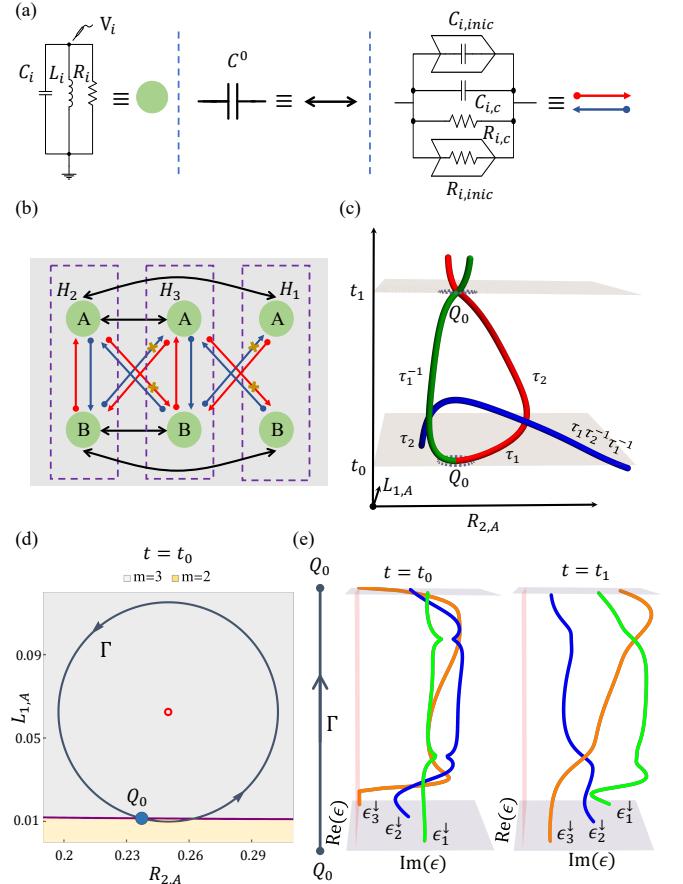 (a)
V_i
C_i L_i R_i
≡
C^0
≡
C_{i,inic}
C_{i,c}
R_{i,c}
R_{i,inic}
≡
(b)
H_2 H_3 H_1
A A A
B B B
(c)
t_1
Q_0
τ_1^{-1}
τ_2
τ_2
τ_1
τ_1 τ_2^{-1} τ_1^{-1}
t_0
Q_0
L_{1,A}
R_{2,A}
(d)
t = t_0
m=3 m=2
Γ
0.09
0.05
0.01
L_{1,A}
Q_0
0.2 0.23 0.26 0.3
R_{2,A}
(e)
Q_0
Γ
Q_0
t = t_0
Re(ϵ)
ϵ_3^↓ ϵ_2^↓ ϵ_1^↓
Im(ϵ)
t = t_1
Re(ϵ)
ϵ_3^↓ ϵ_2^↓ ϵ_1^↓
Im(ϵ)